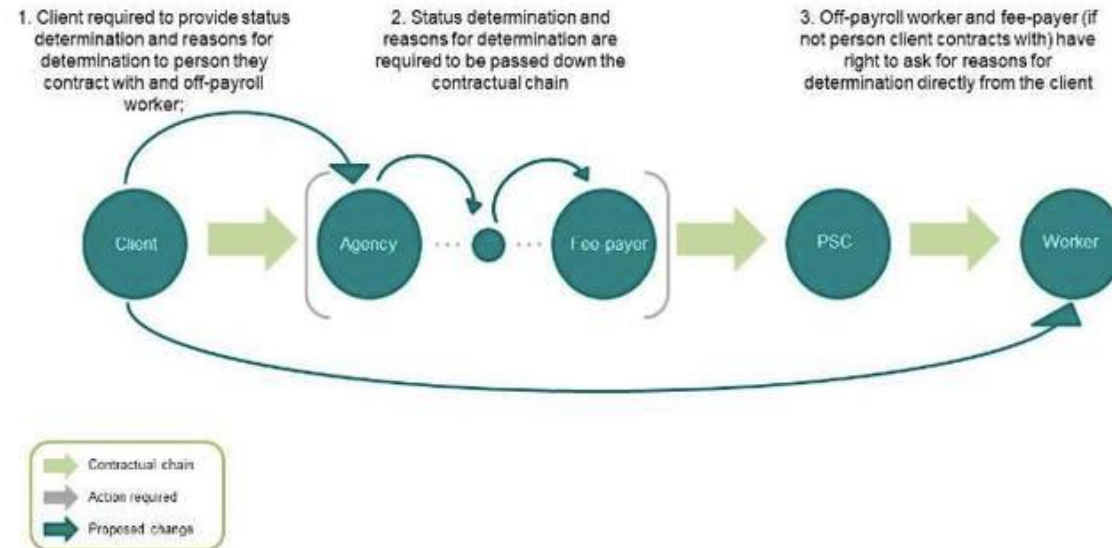 1. Client required to provide status
determination and reasons for
determination to person they
contract with and off-payroll
worker;
2. Status determination and
reasons for determination are
required to be passed down the
contractual chain
3. Off-payroll worker and fee-payer (if
not person client contracts with) have
right to ask for reasons for
determination directly from the client
Client
Agency
Fee-payer
PSC
Worker
Contractual chain
Action required
Proposed change